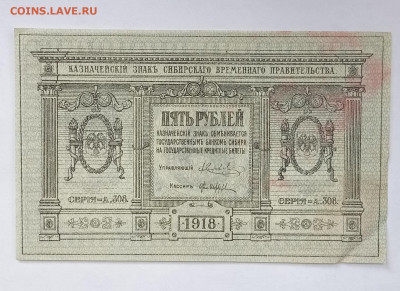 COINS.LAVE.RU
КАЗНАЧЕЙСКІЙ ЗНАКЪ СИБИРСКАГО ВРЕМЕННАГО ПРАВИТЕЛЬСТВА.
ПЯТЬ РУБЛЕЙ
КАЗНАЧЕЙСКІЙ ЗНАКЪ ОБМѢНИВАЕТСЯ
ГОСУДАРСТВЕННЫМЪ БАНКОМЪ СИБИРИ
НА ГОСУДАРСТВЕННЫЕ КРЕДИТНЫЕ БИЛЕТЫ.
УПРАВЛЯЮЩІЙ
КАССИРЪ
СЕРІЯ А.308. СЕРІЯ А.308.
1918